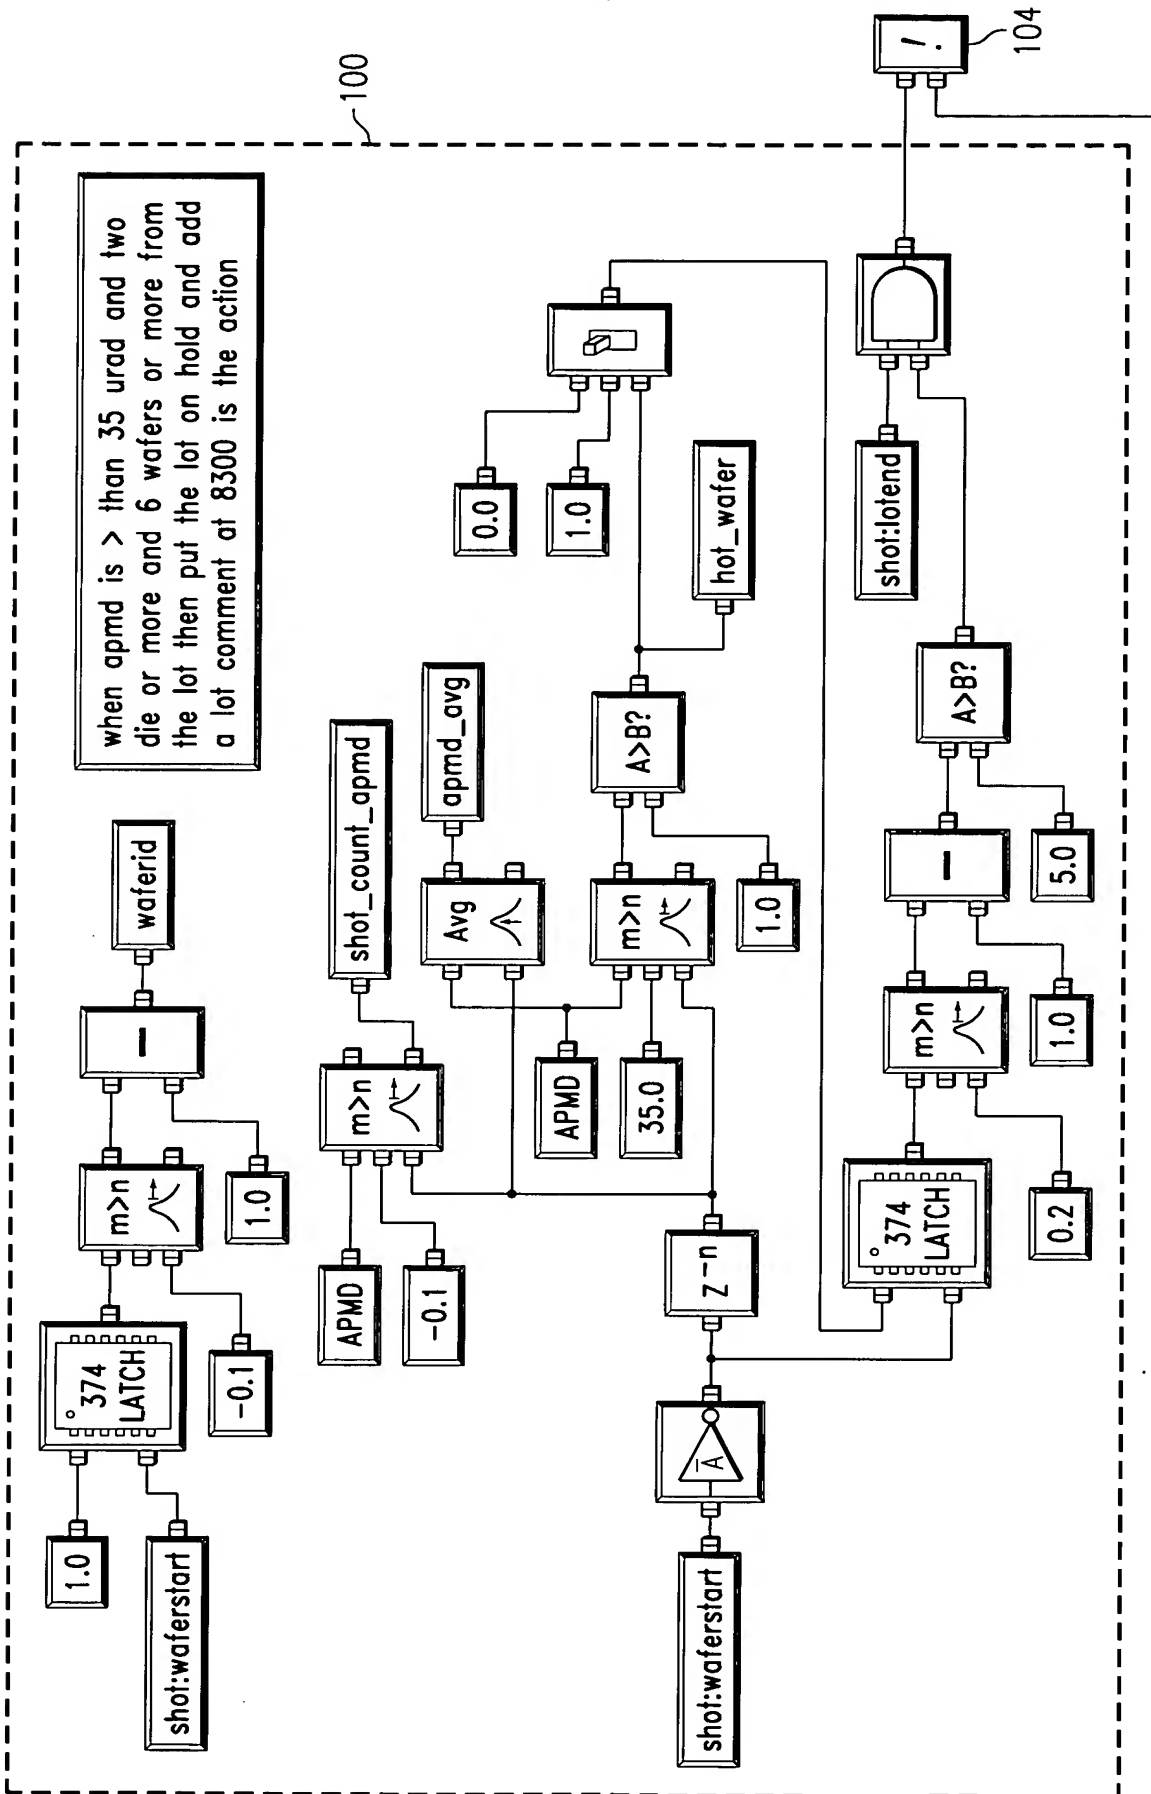 100
104
!.
when apmd is > than 35 urad and two
die or more and 6 wafers or more from
the lot then put the lot on hold and add
a lot comment at 8300 is the action
1.0
shot:waferstart
374
LATCH
-0.1
m>n
1.0
—
waferid
APMD
-0.1
m>n
shot_count_apmd
Avg
apmd_avg
APMD
35.0
m>n
1.0
A>B?
hot_wafer
0.0
1.0
shot:waferstart
A̅
Z⁻ⁿ
374
LATCH
0.2
m>n
1.0
—
5.0
A>B?
shot:lotend